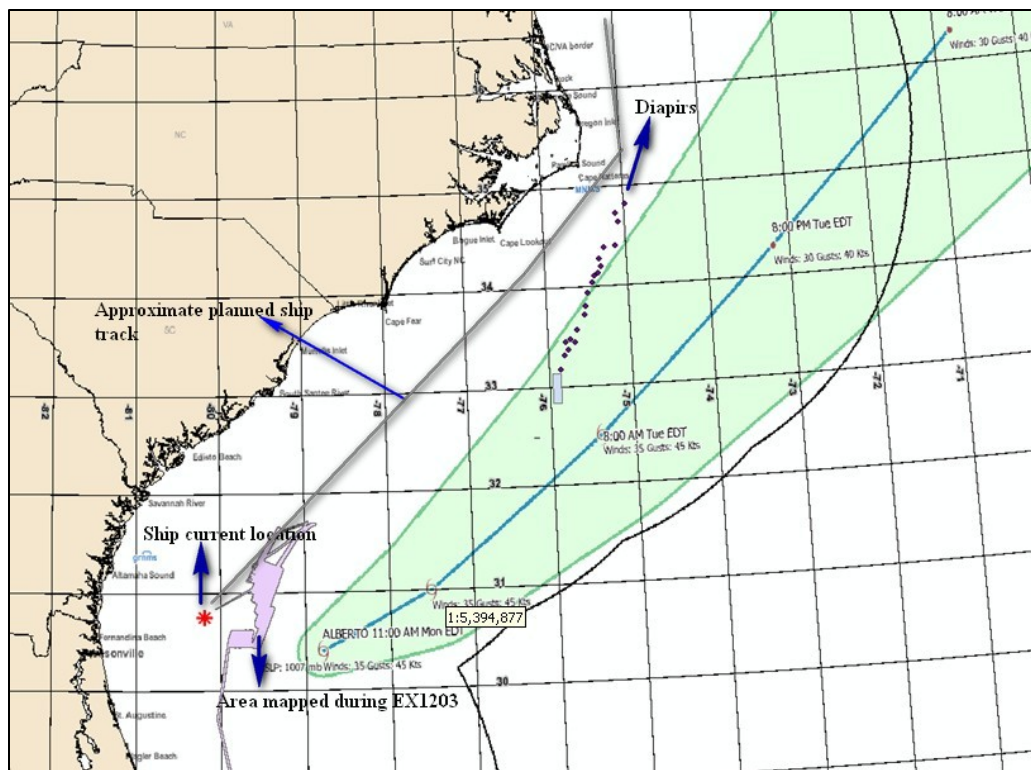 VA
8:00 AM
Winds: 30 Gusts: 40
NC/VA border
Duck
Sound
36
Oregon Inlet
Diapirs
NC
Pamlico Sound
Cape Hatteras
35
8:00 PM Tue EDT
Bogue Inlet
Cape Lookout
Winds: 30 Gusts: 40 Kts
Surf City NC
34
Approximate planned ship
track
Cape Fear
SC
Murrells Inlet
South Santee River
33
-82
-81
-80
-79
-78
-77
-76
-75
-73
-72
-71
8:00 AM Tue EDT
Winds: 35 Gusts: 45 Kts
Edisto Beach
32
Savannah River
Ship current location
grnms
Altamaha Sound
31
Winds: 35 Gusts: 45 Kts
1:5,394,877
Fernandina Beach
ALBERTO 11:00 AM Mon EDT
SLP: 1007 mb Winds: 35 Gusts: 45 Kts
30
Area mapped during EX1203
St. Augustine
Flagler Beach